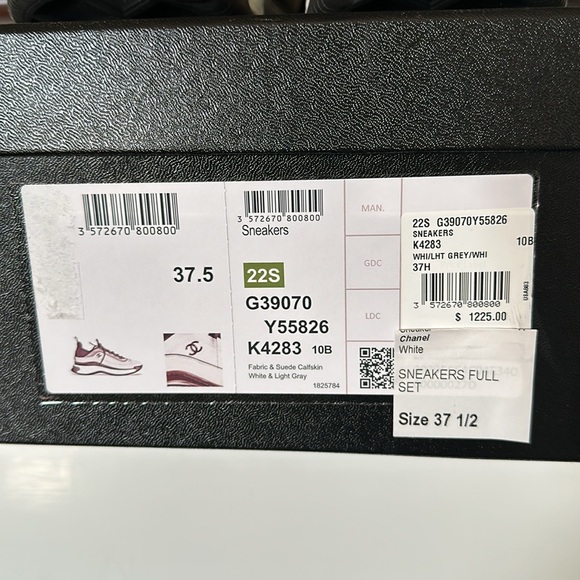 3 572670 800800
37.5
3 572670 800800
Sneakers
22S
G39070
Y55826
K4283 10B
Fabric & Suede Calfskin
White & Light Gray
1825784
MAN.
GDC
LDC
22S G39070Y55826
SNEAKERS
K4283 10B
WHI/LHT GREY/WHI
37H
3 572670 800800
$ 1225.00
Chanel
White
SNEAKERS FULL
SET
Size 37 1/2